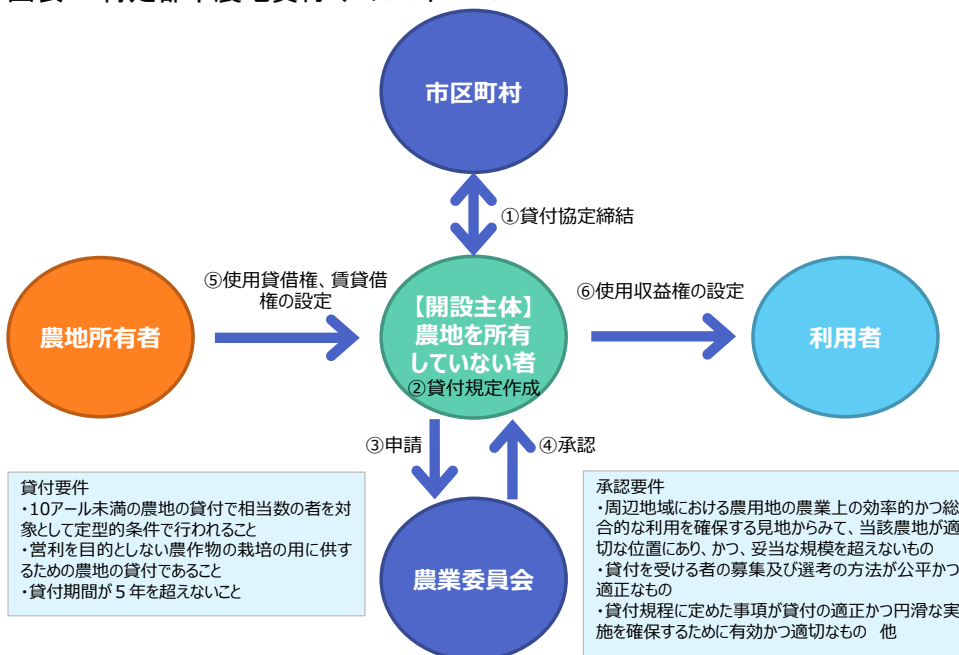 市区町村
①貸付協定締結
⑤使用貸借権、賃貸借
権の設定
⑥使用収益権の設定
農地所有者
【開設主体】
農地を所有
していない者
②貸付規定作成
利用者
③申請
④承認
農業委員会
貸付要件
・10アール未満の農地の貸付で相当数の者を対
象として定型的条件で行われること
・営利を目的としない農作物の栽培の用に供す
るための農地の貸付であること
・貸付期間が5年を超えないこと
承認要件
・周辺地域における農用地の農業上の効率的かつ総
合的な利用を確保する見地からみて、当該農地が適
切な位置にあり、かつ、妥当な規模を超えないもの
・貸付を受ける者の募集及び選考の方法が公平かつ
適正なもの
・貸付規程に定めた事項が貸付の適正かつ円滑な実
施を確保するために有効かつ適切なもの 他